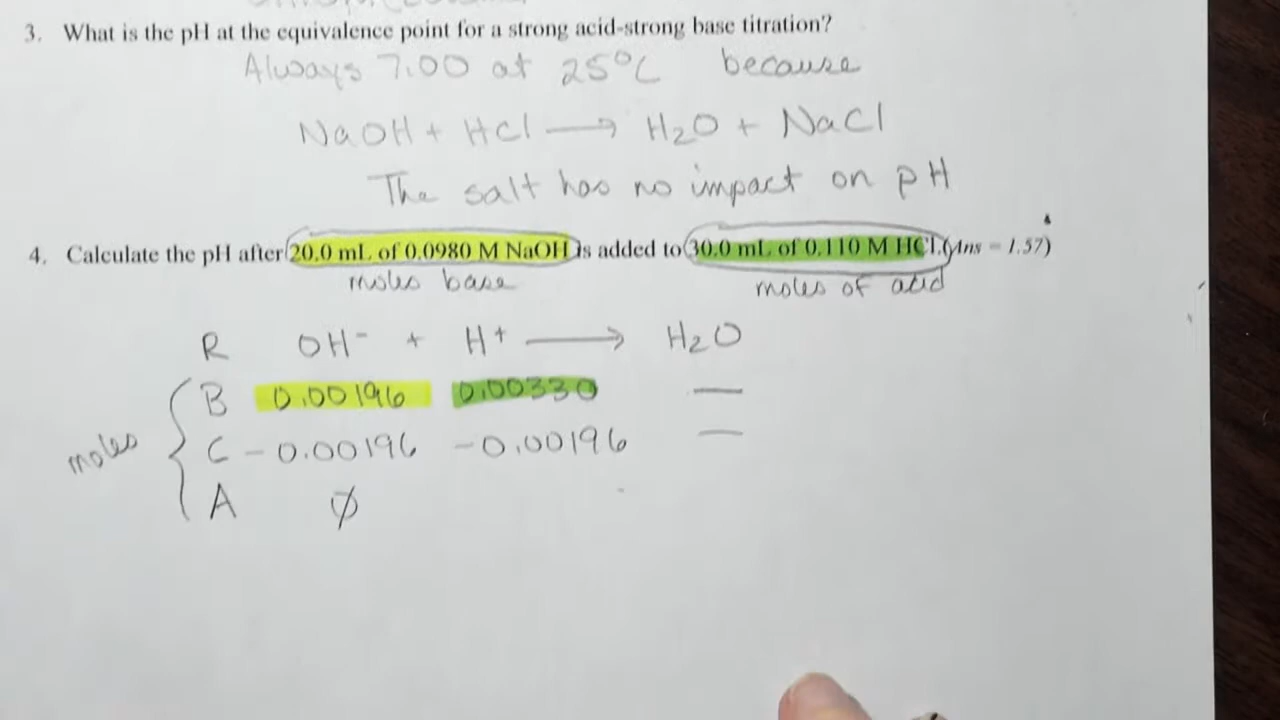 3. What is the pH at the equivalence point for a strong acid-strong base titration?
Always 7.00 at 25°C because
NaOH + HCl → H₂O + NaCl
The salt has no impact on pH
4. Calculate the pH after 20.0 mL of 0.0980 M NaOH is added to 30.0 mL of 0.110 M HCl. (Ans = 1.57)
moles base moles of acid
R OH⁻ + H⁺ → H₂O
B 0.00196 0.00330 —
moles
C -0.00196 -0.00196 —
A ∅